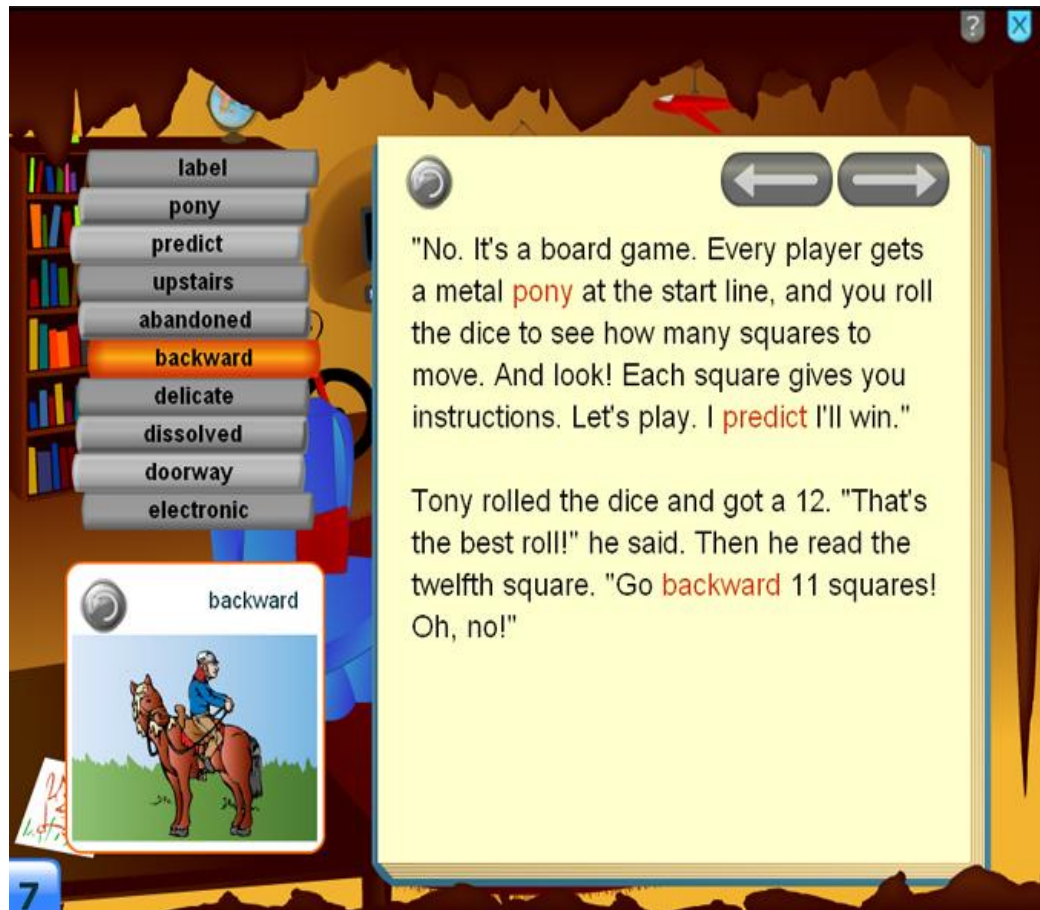 ?
X
label
pony
predict
upstairs
abandoned
backward
delicate
dissolved
doorway
electronic
backward
7
"No. It's a board game. Every player gets
a metal pony at the start line, and you roll
the dice to see how many squares to
move. And look! Each square gives you
instructions. Let's play. I predict I'll win."
Tony rolled the dice and got a 12. "That's
the best roll!" he said. Then he read the
twelfth square. "Go backward 11 squares!
Oh, no!"